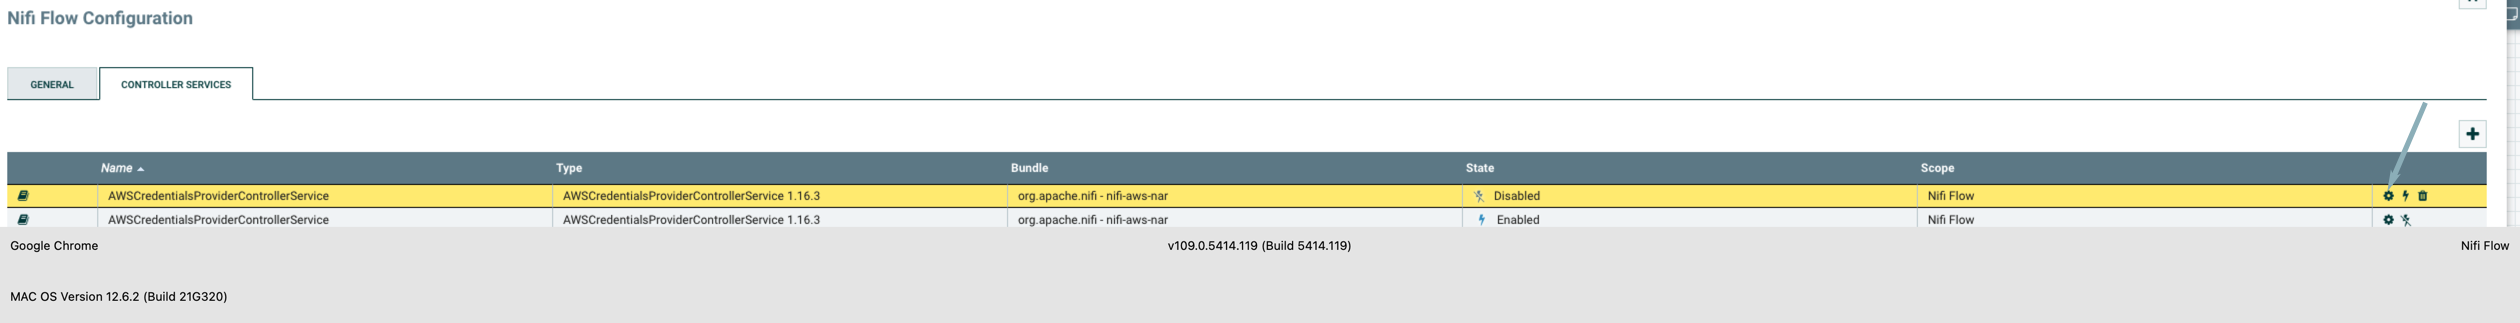 Nifi Flow Configuration
GENERAL CONTROLLER SERVICES
Name Type Bundle State Scope
AWSCredentialsProviderControllerService AWSCredentialsProviderControllerService 1.16.3 org.apache.nifi - nifi-aws-nar Disabled Nifi Flow
AWSCredentialsProviderControllerService AWSCredentialsProviderControllerService 1.16.3 org.apache.nifi - nifi-aws-nar Enabled Nifi Flow
Google Chrome v109.0.5414.119 (Build 5414.119) Nifi Flow
MAC OS Version 12.6.2 (Build 21G320)